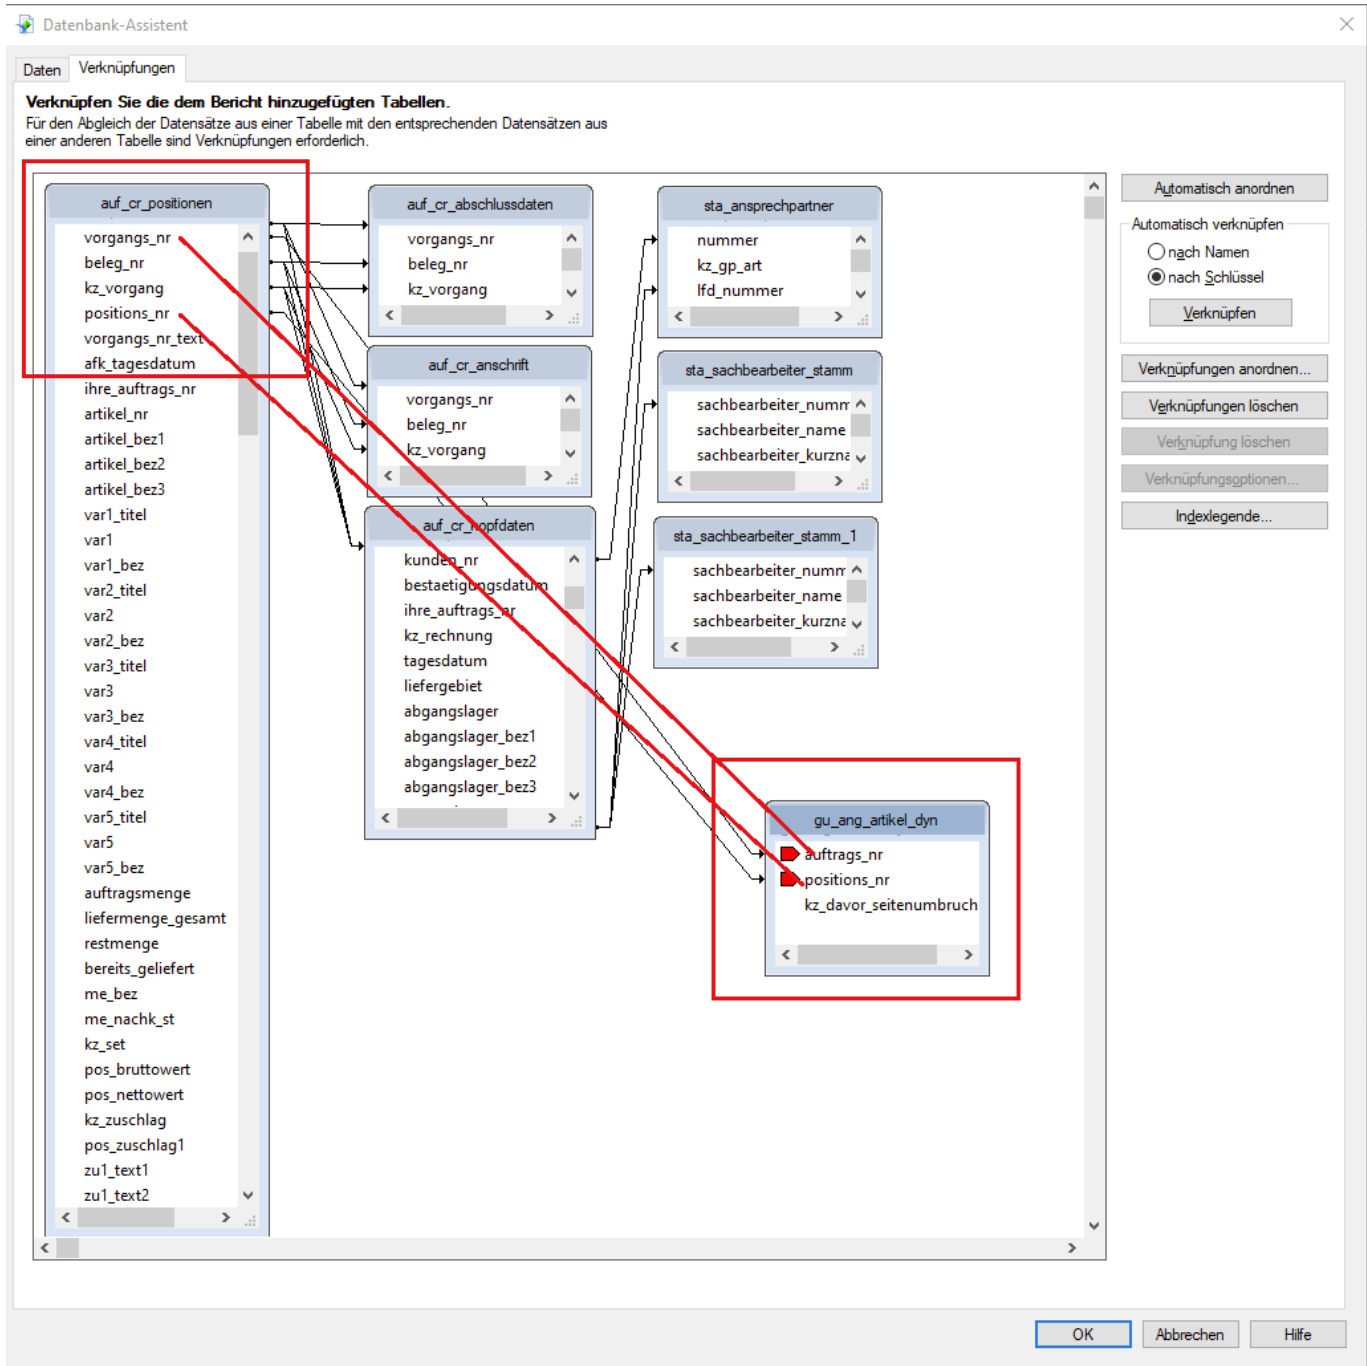 Datenbank-Assistent
Daten
Verknüpfungen
Verknüpfen Sie die dem Bericht hinzugefügten Tabellen.
Für den Abgleich der Datensätze aus einer Tabelle mit den entsprechenden Datensätzen aus
einer anderen Tabelle sind Verknüpfungen erforderlich.
auf_cr_positionen
vorgangs_nr
beleg_nr
kz_vorgang
positions_nr
vorgangs_nr_text
afk_tagesdatum
ihre_auftrags_nr
artikel_nr
artikel_bez1
artikel_bez2
artikel_bez3
var1_titel
var1
var1_bez
var2_titel
var2
var2_bez
var3_titel
var3
var3_bez
var4_titel
var4
var4_bez
var5_titel
var5
var5_bez
auftragsmenge
liefermenge_gesamt
restmenge
bereits_geliefert
me_bez
me_nachk_st
kz_set
pos_bruttowert
pos_nettowert
kz_zuschlag
pos_zuschlag1
zu1_text1
zu1_text2
auf_cr_abschlussdaten
vorgangs_nr
beleg_nr
kz_vorgang
auf_cr_anschrift
vorgangs_nr
beleg_nr
kz_vorgang
auf_cr_kopfdaten
kunden_nr
bestaetigungsdatum
ihre_auftrags_nr
kz_rechnung
tagesdatum
liefergebiet
abgangslager
abgangslager_bez1
abgangslager_bez2
abgangslager_bez3
sta_ansprechpartner
nummer
kz_gp_art
lfd_nummer
sta_sachbearbeiter_stamm
sachbearbeiter_numm
sachbearbeiter_name
sachbearbeiter_kurzna
sta_sachbearbeiter_stamm_1
sachbearbeiter_numm
sachbearbeiter_name
sachbearbeiter_kurzna
gu_ang_artikel_dyn
auftrags_nr
positions_nr
kz_davor_seitenumbruch
Automatisch anordnen
Automatisch verknüpfen
nach Namen
nach Schlüssel
Verknüpfen
Verknüpfungen anordnen...
Verknüpfungen löschen
Verknüpfung löschen
Verknüpfungsoptionen...
Indexlegende...
OK
Abbrechen
Hilfe